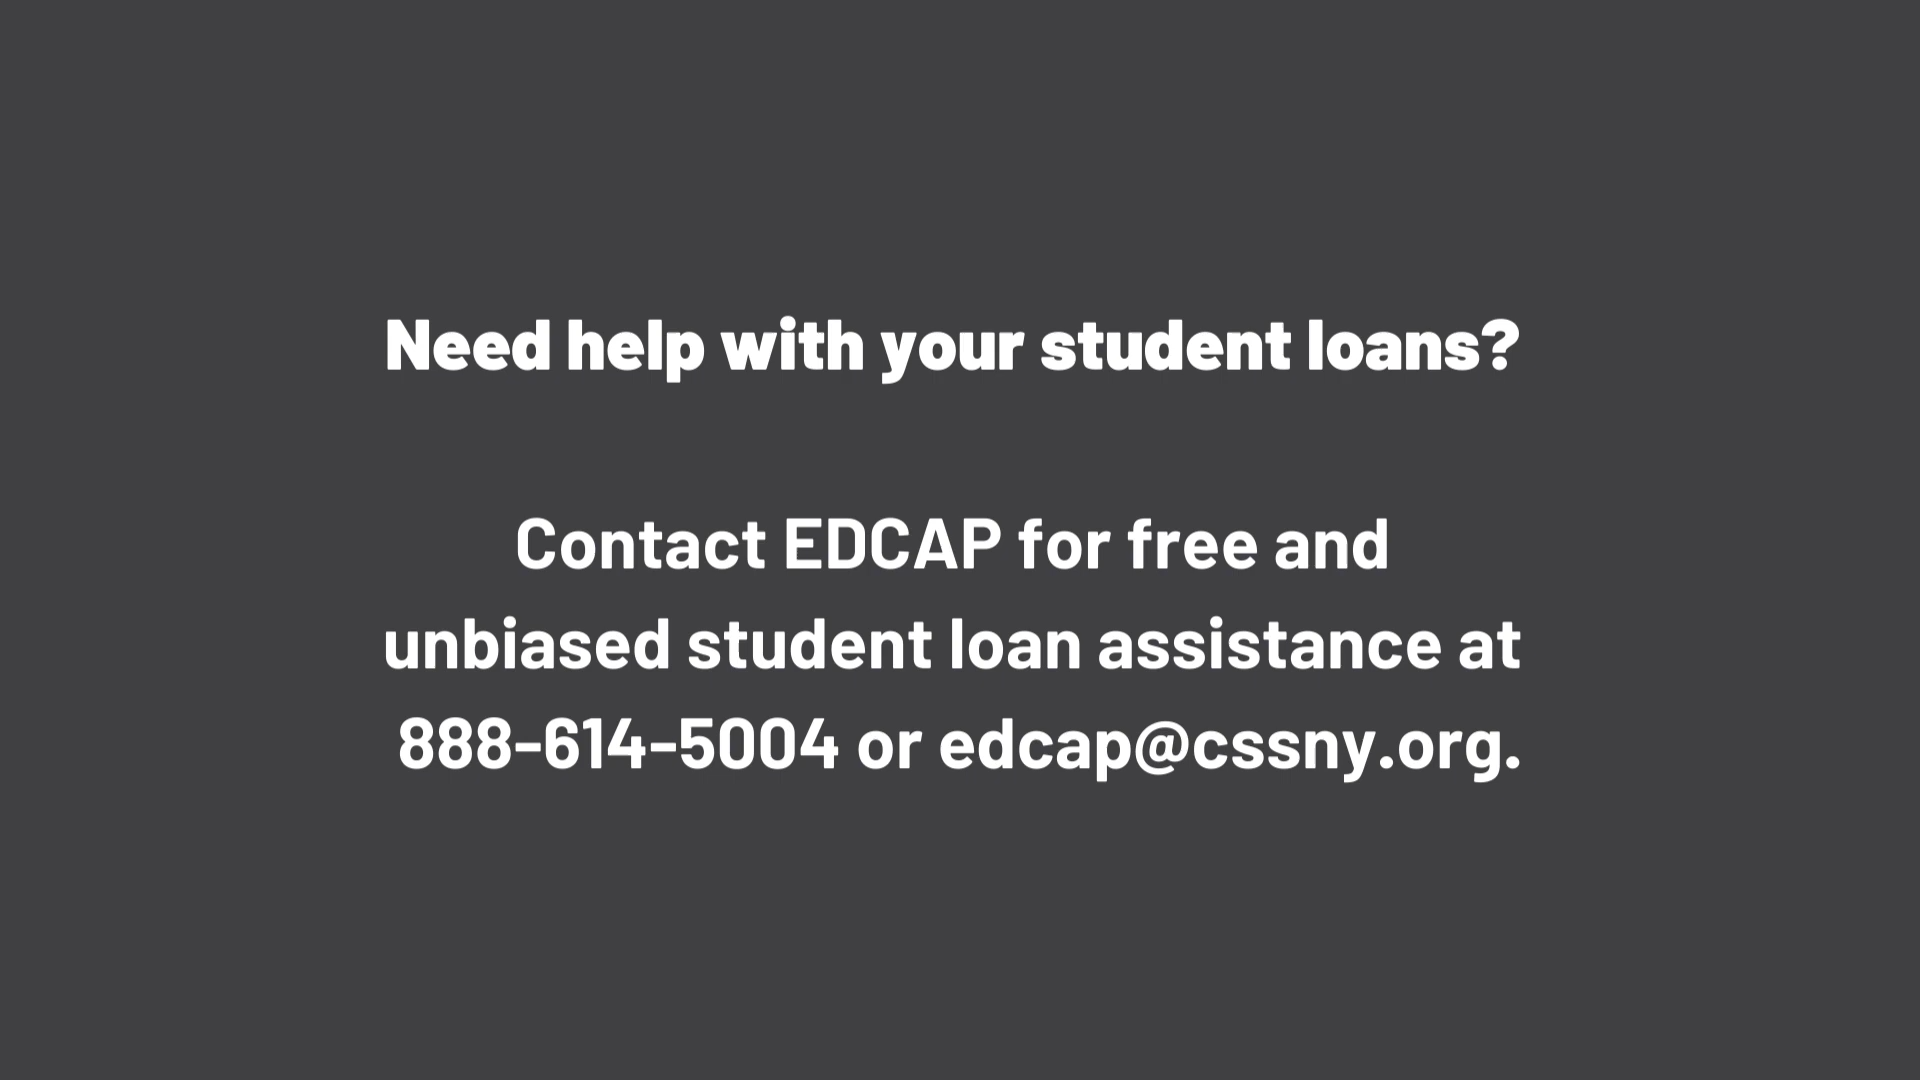 Need help with your student loans?
Contact EDCAP for free and
unbiased student loan assistance at
888-614-5004 or edcap@cssny.org.